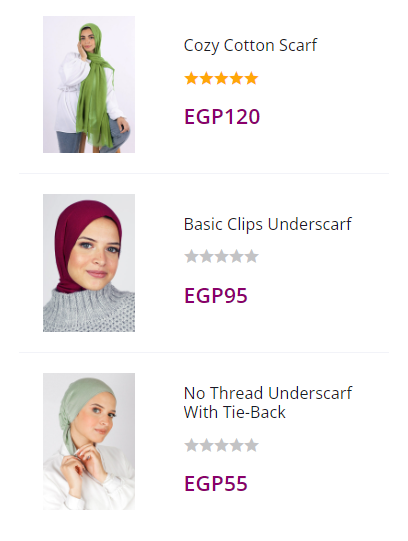 Cozy Cotton Scarf
EGP120
Basic Clips Underscarf
EGP95
No Thread Underscarf
With Tie-Back
EGP55